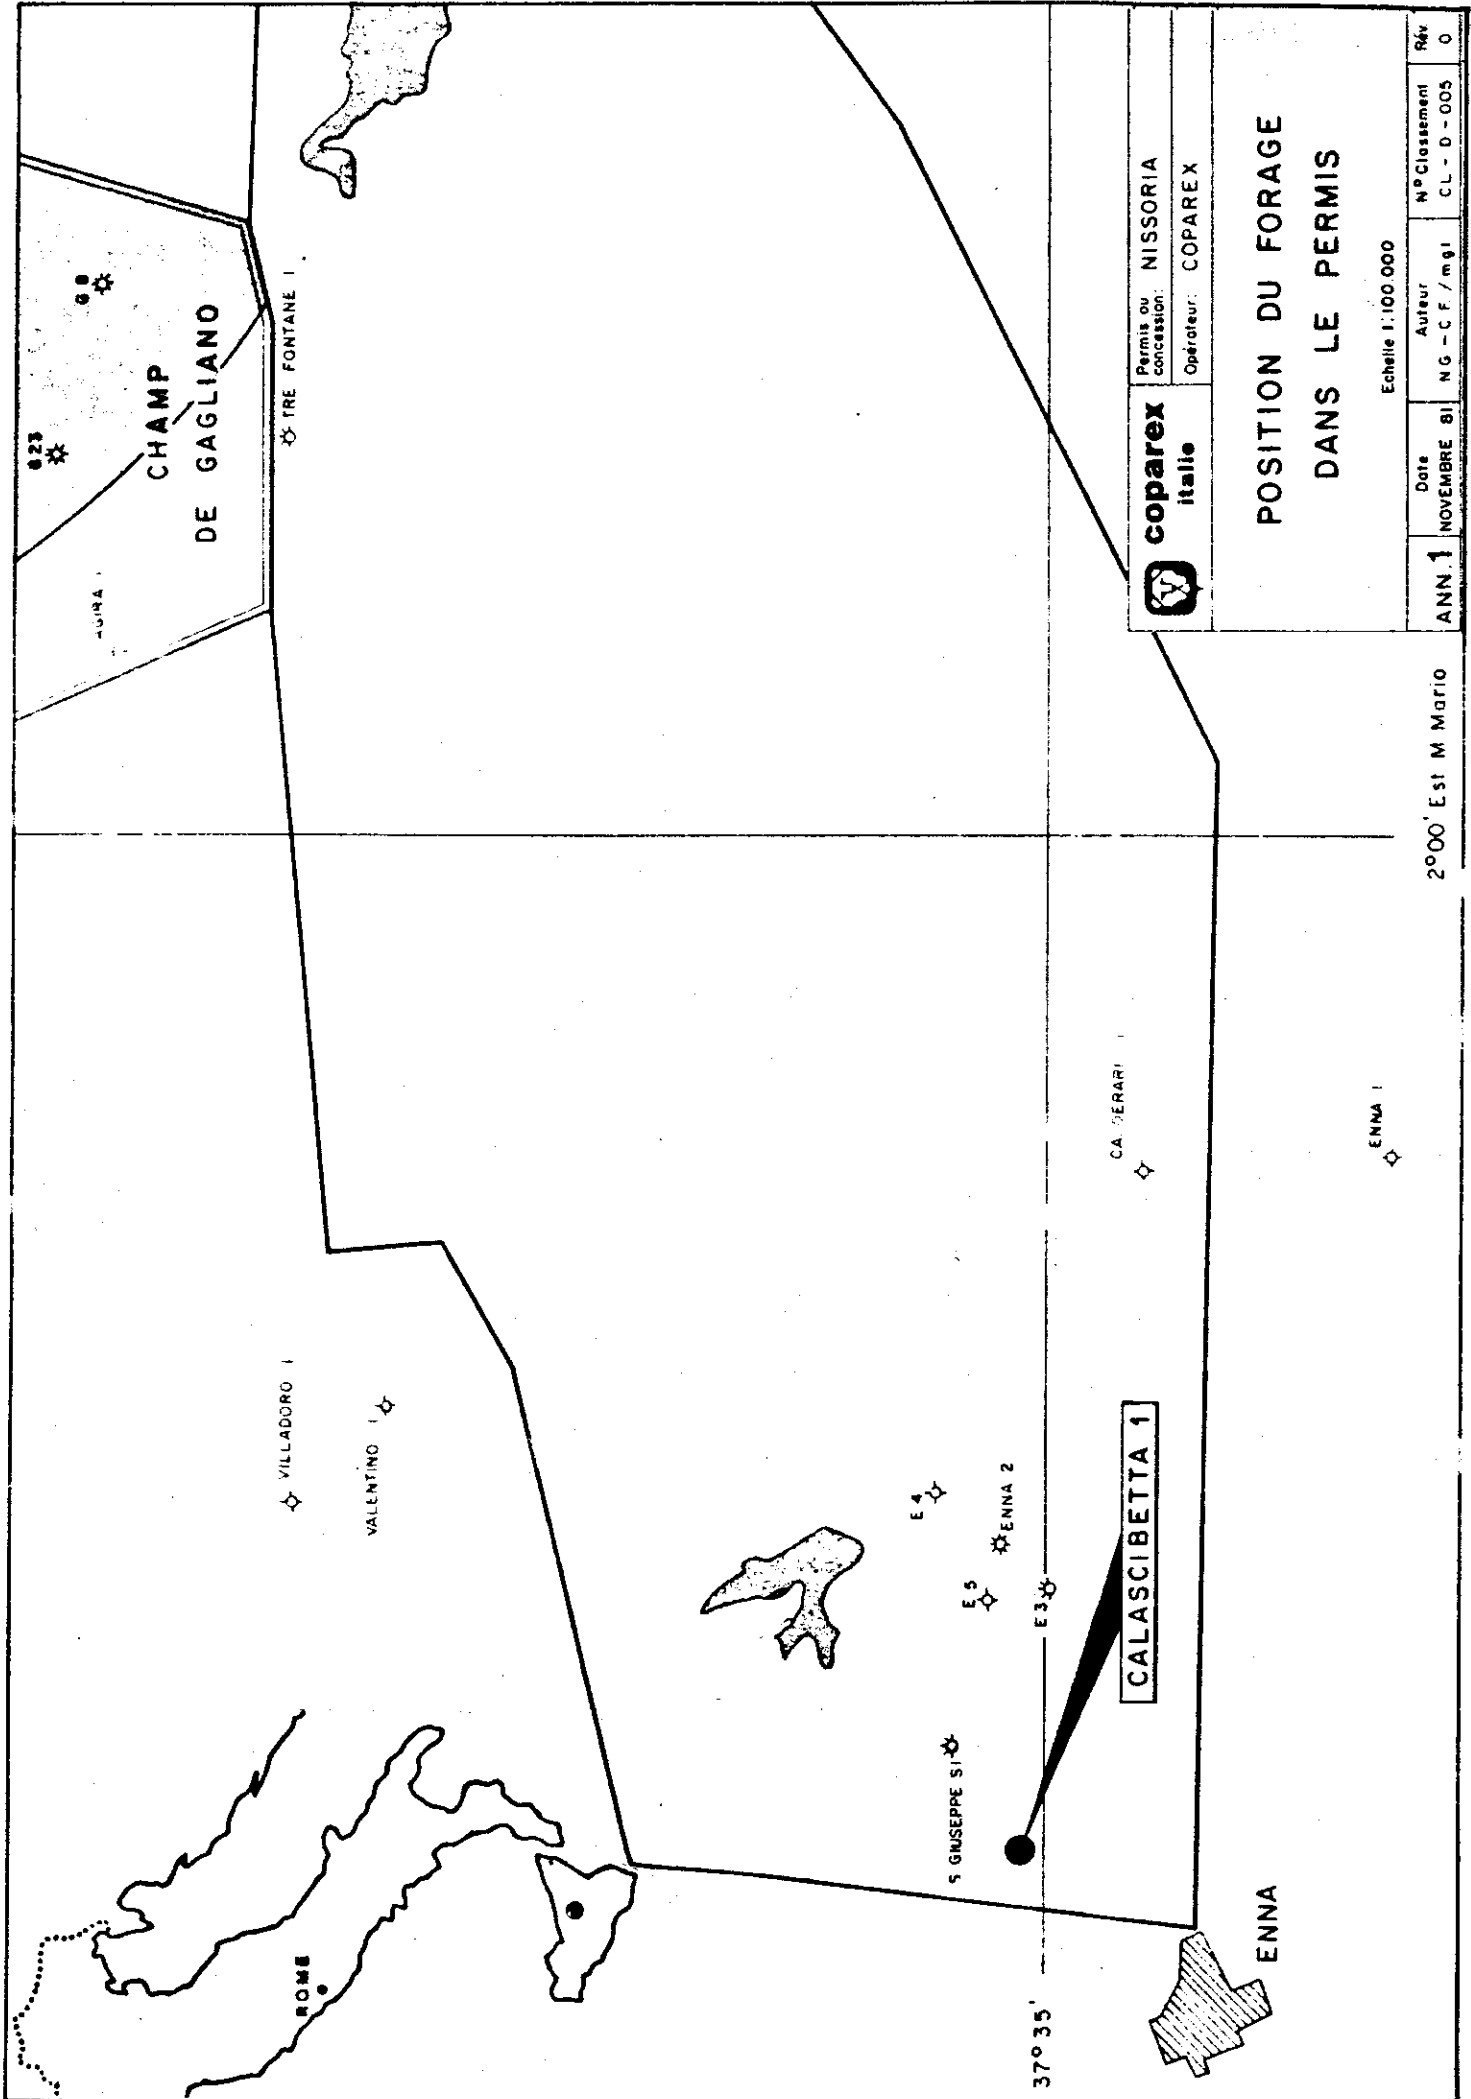 G 23
G 8
CHAMP
DE GAGLIANO
AGIRA 1
TRE FONTANE 1
VILLADORO 1
VALENTINO 1
ROME
E 4
E 5
ENNA 2
E 3
S GIUSEPPE S1
37° 35'
CALASCIBETTA 1
ENNA
ENNA 1
2°00' Est M Mario
coparex
italie
Permis ou
concession: NISSORIA
Opérateur: COPAREX
POSITION DU FORAGE
DANS LE PERMIS
Echelle 1:100.000
ANN. 1
Date
NOVEMBRE 81
Auteur
NG - C F / mgl
N° Classement
CL - D - 005
Rév
0